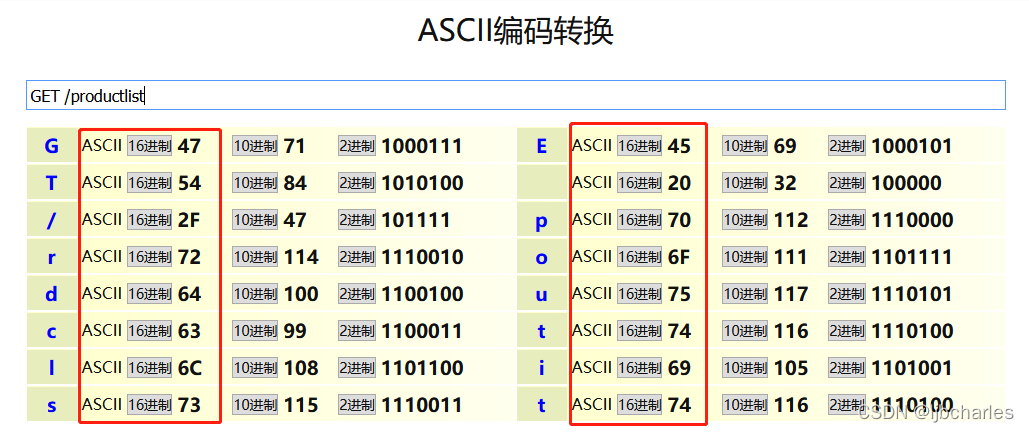 ASCII编码转换
GET /productlist
G ASCII 16进制 47 10进制 71 2进制 1000111 E ASCII 16进制 45 10进制 69 2进制 1000101
T ASCII 16进制 54 10进制 84 2进制 1010100 ASCII 16进制 20 10进制 32 2进制 100000
/ ASCII 16进制 2F 10进制 47 2进制 101111 p ASCII 16进制 70 10进制 112 2进制 1110000
r ASCII 16进制 72 10进制 114 2进制 1110010 o ASCII 16进制 6F 10进制 111 2进制 1101111
d ASCII 16进制 64 10进制 100 2进制 1100100 u ASCII 16进制 75 10进制 117 2进制 1110101
c ASCII 16进制 63 10进制 99 2进制 1100011 t ASCII 16进制 74 10进制 116 2进制 1110100
l ASCII 16进制 6C 10进制 108 2进制 1101100 i ASCII 16进制 69 10进制 105 2进制 1101001
s ASCII 16进制 73 10进制 115 2进制 1110011 t ASCII 16进制 74 10进制 116 2进制 1110100
CSDN @ljbcharles